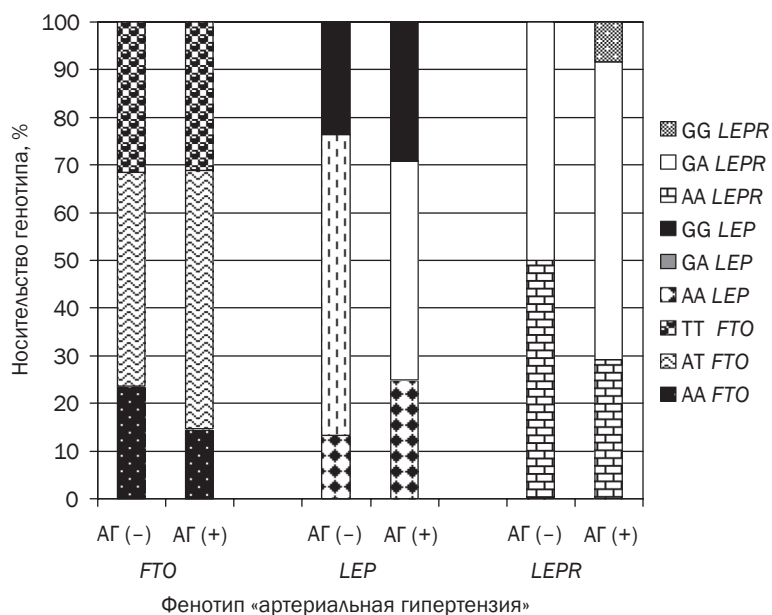 Носительство генотипа, %
100
90
80
70
60
50
40
30
20
10
0
АГ (−) АГ (+) АГ (−) АГ (+) АГ (−) АГ (+)
FTO LEP LEPR
Фенотип «артериальная гипертензия»
GG LEPR
GA LEPR
AA LEPR
GG LEP
GA LEP
AA LEP
TT FTO
AT FTO
AA FTO